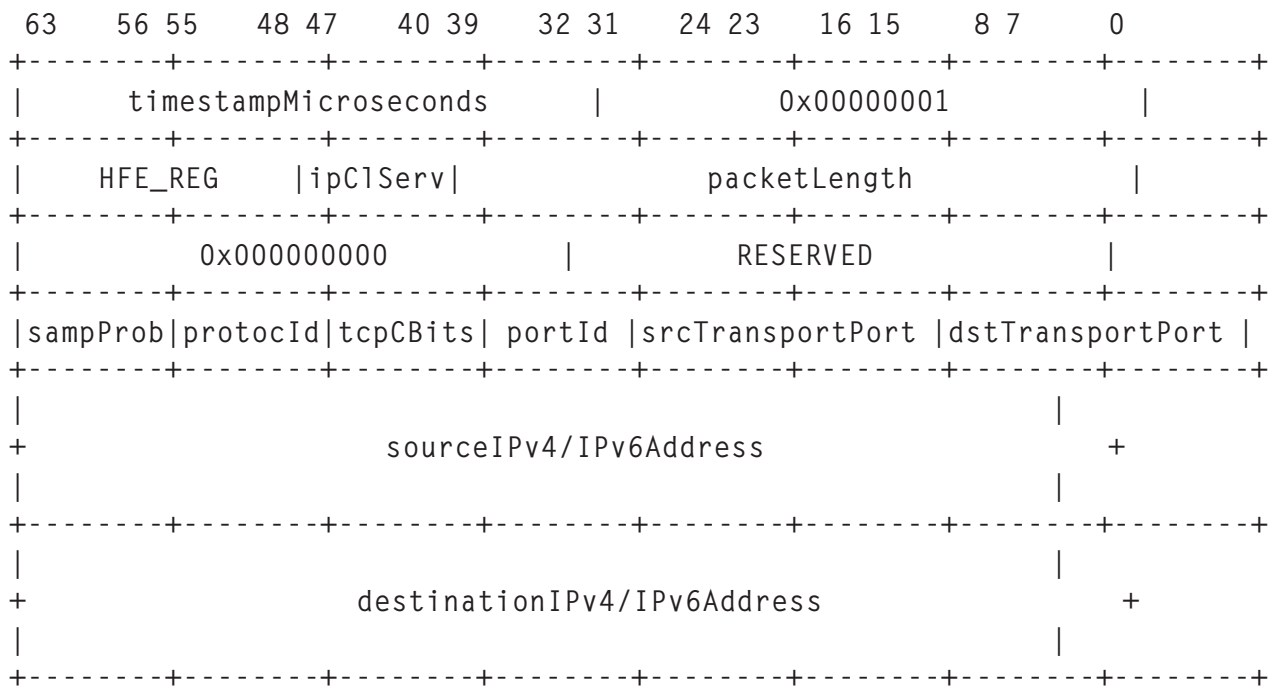 63 56 55 48 47 40 39 32 31 24 23 16 15 8 7 0
+--------+--------+--------+--------+--------+--------+--------+--------+
| timestampMicroseconds | 0x00000001 |
+--------+--------+--------+--------+--------+--------+--------+--------+
| HFE_REG |ipClServ| packetLength |
+--------+--------+--------+--------+--------+--------+--------+--------+
| 0x000000000 | RESERVED |
+--------+--------+--------+--------+--------+--------+--------+--------+
|sampProb|protocId|tcpCBits| portId |srcTransportPort |dstTransportPort |
+--------+--------+--------+--------+--------+--------+--------+--------+
| |
+ sourceIPv4/IPv6Address +
| |
+--------+--------+--------+--------+--------+--------+--------+--------+
| |
+ destinationIPv4/IPv6Address +
| |
+--------+--------+--------+--------+--------+--------+--------+--------+